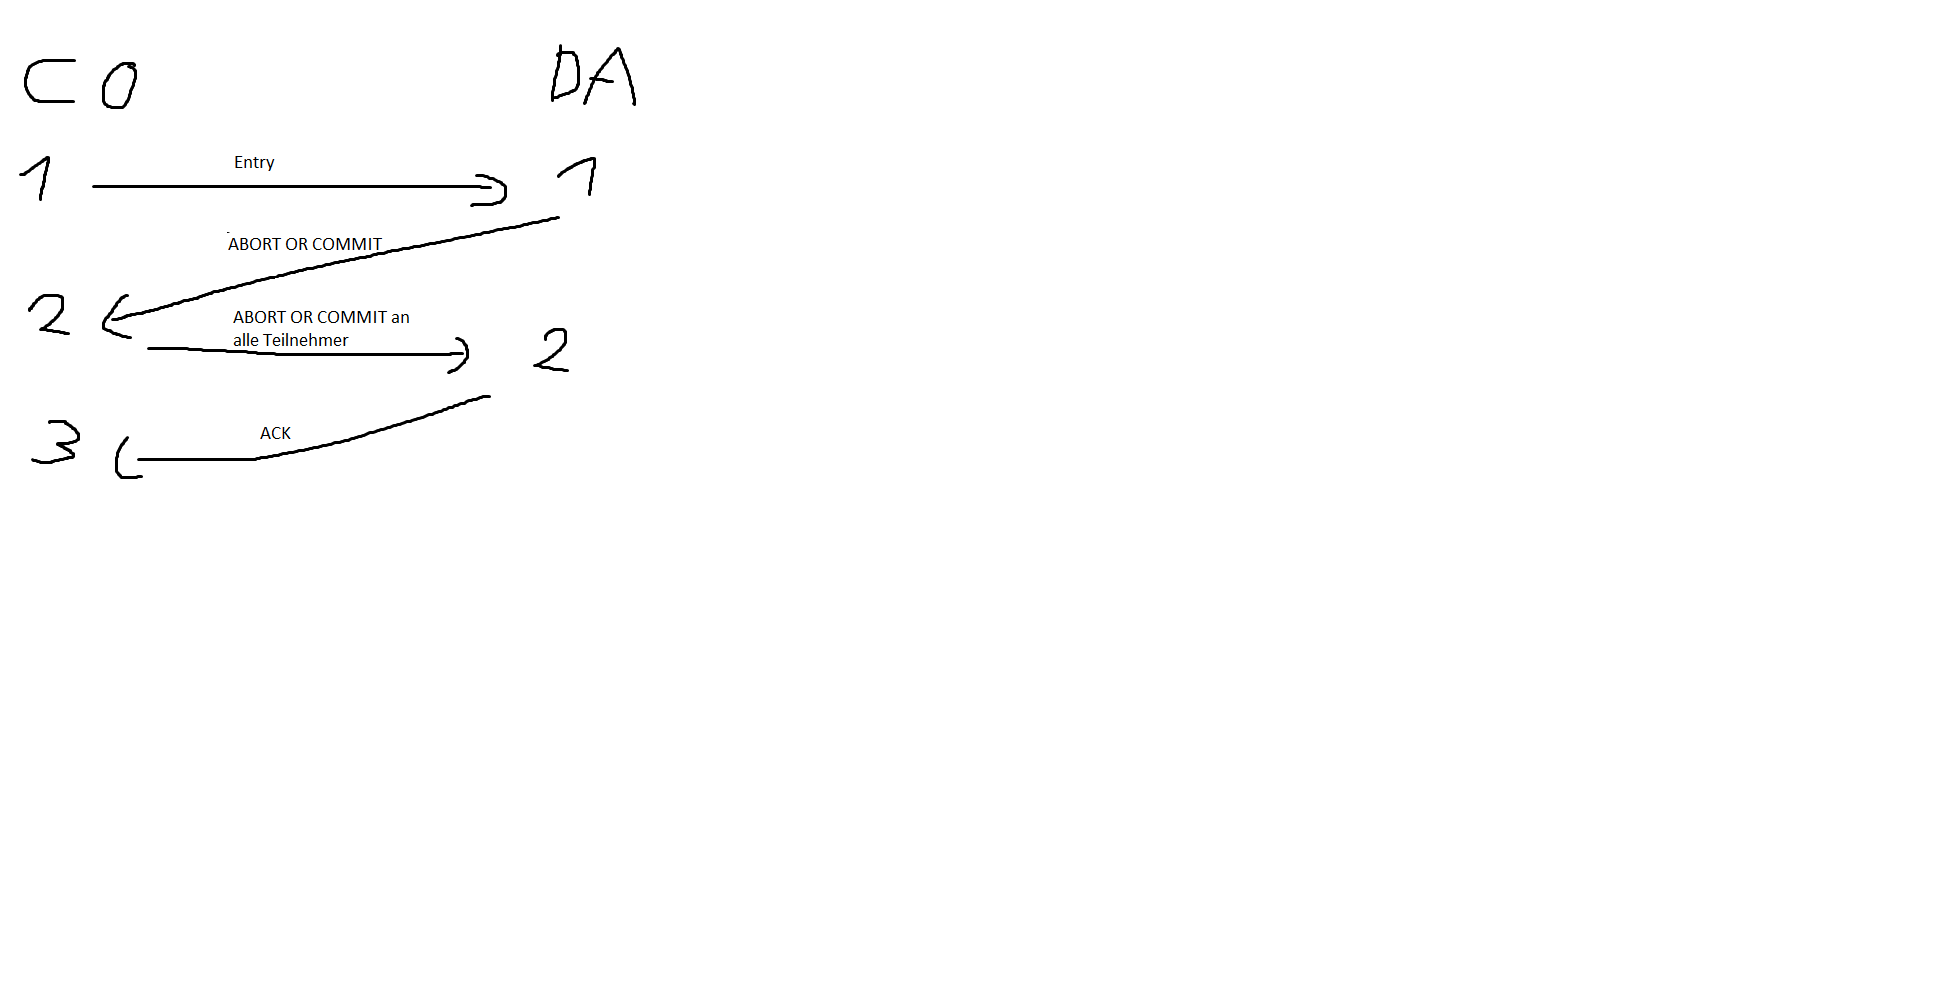 CO DA
1 Entry 1
ABORT OR COMMIT
2 ABORT OR COMMIT an
alle Teilnehmer 2
3 ACK